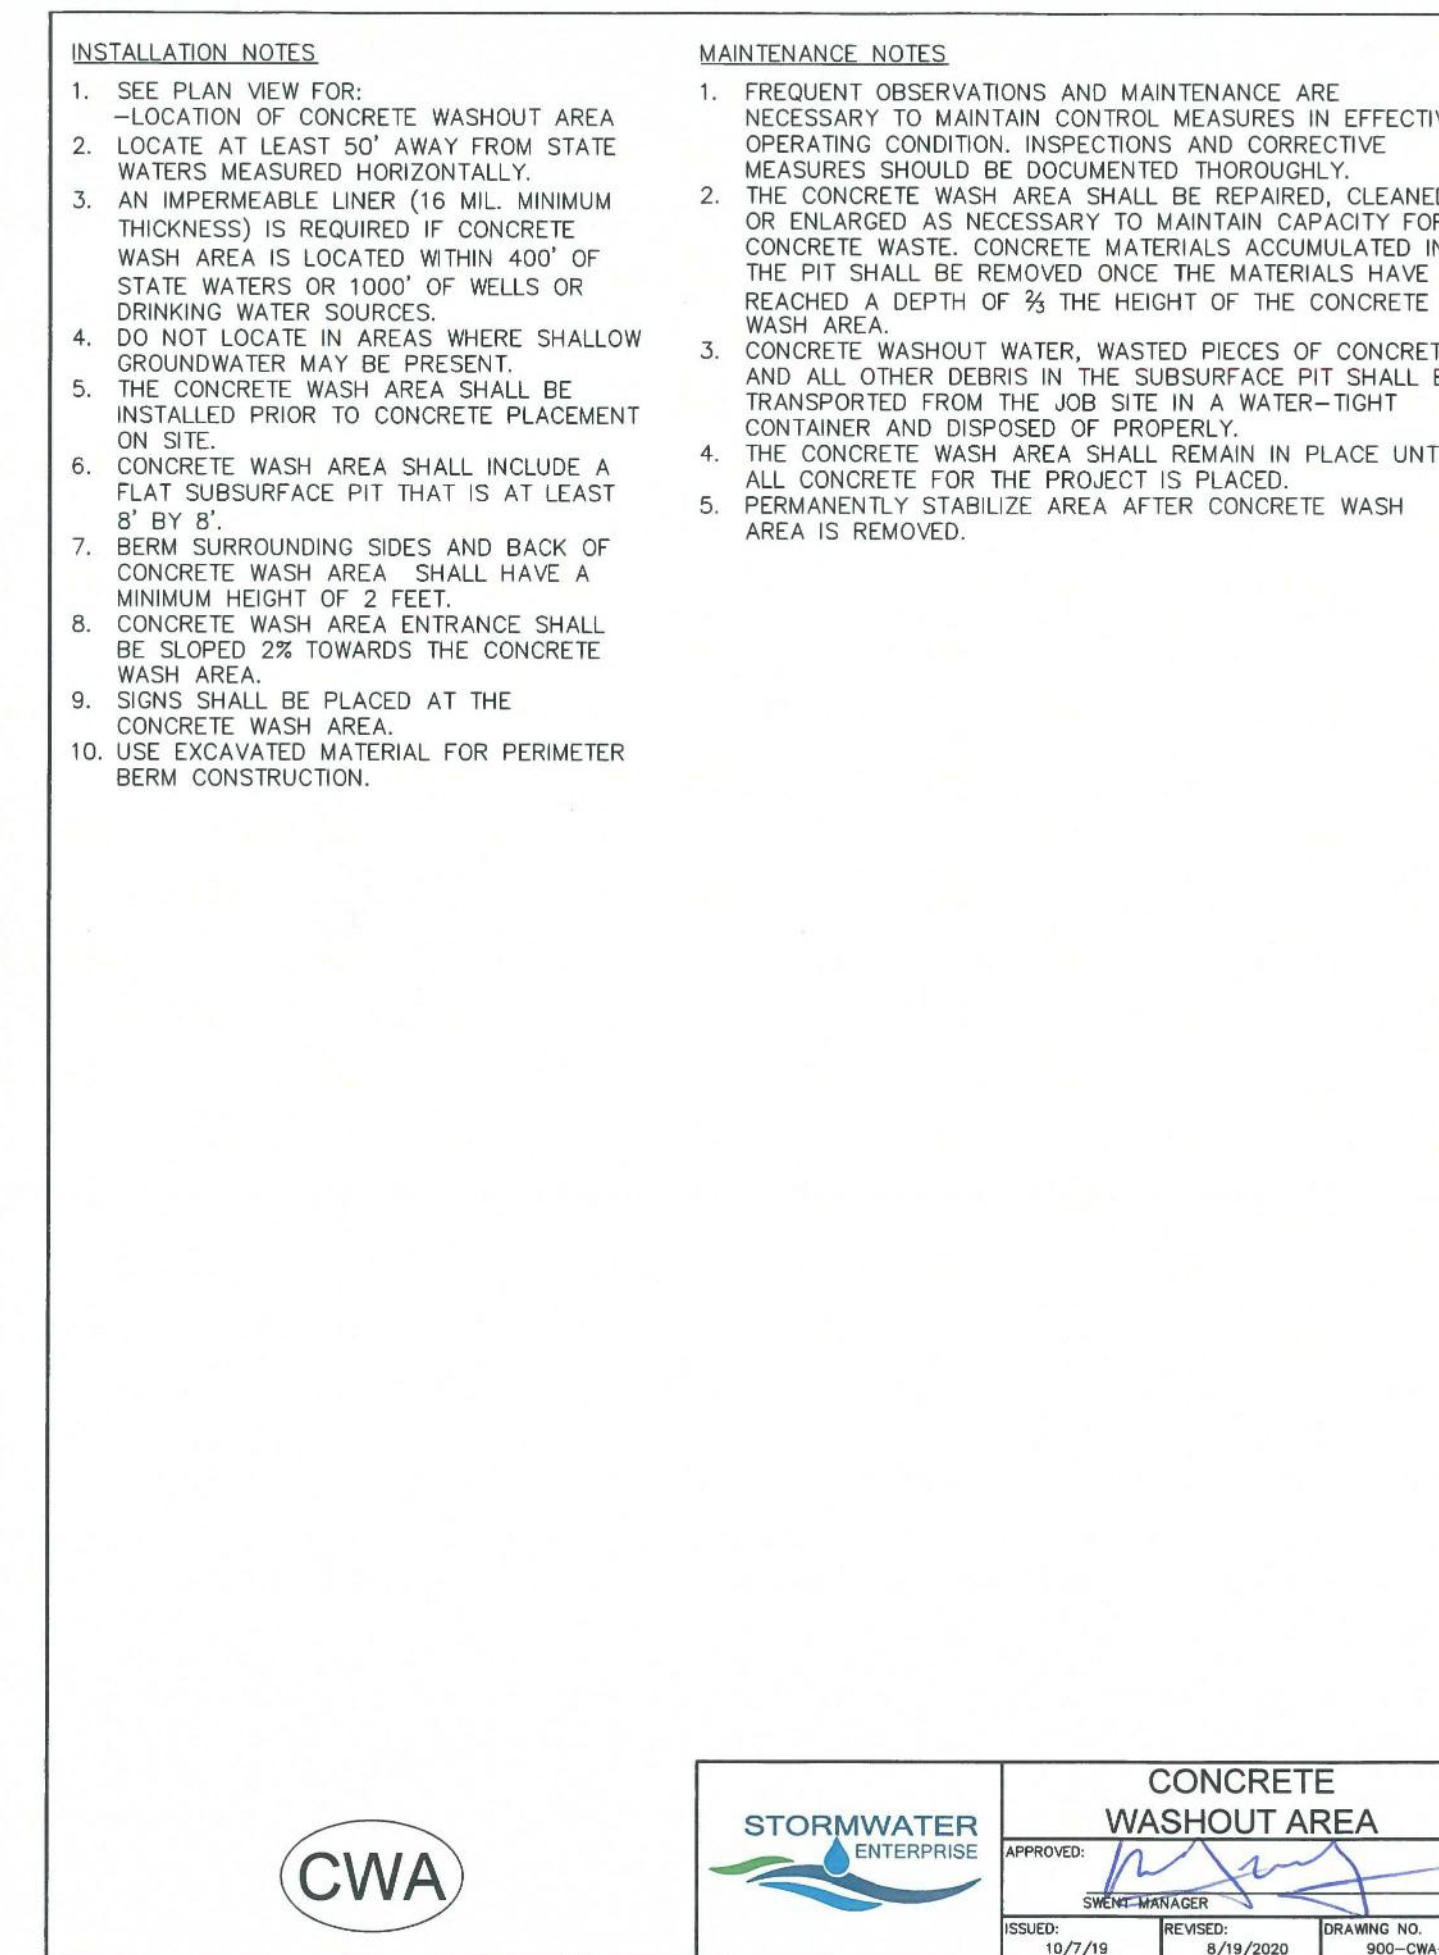 INSTALLATION NOTES
1. SEE PLAN VIEW FOR:
–LOCATION OF CONCRETE WASHOUT AREA
2. LOCATE AT LEAST 50' AWAY FROM STATE
WATERS MEASURED HORIZONTALLY.
3. AN IMPERMEABLE LINER (16 MIL. MINIMUM
THICKNESS) IS REQUIRED IF CONCRETE
WASH AREA IS LOCATED WITHIN 400' OF
STATE WATERS OR 1000' OF WELLS OR
DRINKING WATER SOURCES.
4. DO NOT LOCATE IN AREAS WHERE SHALLOW
GROUNDWATER MAY BE PRESENT.
5. THE CONCRETE WASH AREA SHALL BE
INSTALLED PRIOR TO CONCRETE PLACEMENT
ON SITE.
6. CONCRETE WASH AREA SHALL INCLUDE A
FLAT SUBSURFACE PIT THAT IS AT LEAST
8' BY 8'.
7. BERM SURROUNDING SIDES AND BACK OF
CONCRETE WASH AREA SHALL HAVE A
MINIMUM HEIGHT OF 2 FEET.
8. CONCRETE WASH AREA ENTRANCE SHALL
BE SLOPED 2% TOWARDS THE CONCRETE
WASH AREA.
9. SIGNS SHALL BE PLACED AT THE
CONCRETE WASH AREA.
10. USE EXCAVATED MATERIAL FOR PERIMETER
BERM CONSTRUCTION.
MAINTENANCE NOTES
1. FREQUENT OBSERVATIONS AND MAINTENANCE ARE
NECESSARY TO MAINTAIN CONTROL MEASURES IN EFFECTIV
OPERATING CONDITION. INSPECTIONS AND CORRECTIVE
MEASURES SHOULD BE DOCUMENTED THOROUGHLY.
2. THE CONCRETE WASH AREA SHALL BE REPAIRED, CLEANED
OR ENLARGED AS NECESSARY TO MAINTAIN CAPACITY FOR
CONCRETE WASTE. CONCRETE MATERIALS ACCUMULATED IN
THE PIT SHALL BE REMOVED ONCE THE MATERIALS HAVE
REACHED A DEPTH OF ⅔ THE HEIGHT OF THE CONCRETE
WASH AREA.
3. CONCRETE WASHOUT WATER, WASTED PIECES OF CONCRET
AND ALL OTHER DEBRIS IN THE SUBSURFACE PIT SHALL B
TRANSPORTED FROM THE JOB SITE IN A WATER–TIGHT
CONTAINER AND DISPOSED OF PROPERLY.
4. THE CONCRETE WASH AREA SHALL REMAIN IN PLACE UNT
ALL CONCRETE FOR THE PROJECT IS PLACED.
5. PERMANENTLY STABILIZE AREA AFTER CONCRETE WASH
AREA IS REMOVED.
CWA
STORMWATER
ENTERPRISE
CONCRETE
WASHOUT AREA
APPROVED:
SWENT MANAGER
ISSUED:
10/7/19
REVISED:
8/19/2020
DRAWING NO.
900–CWA